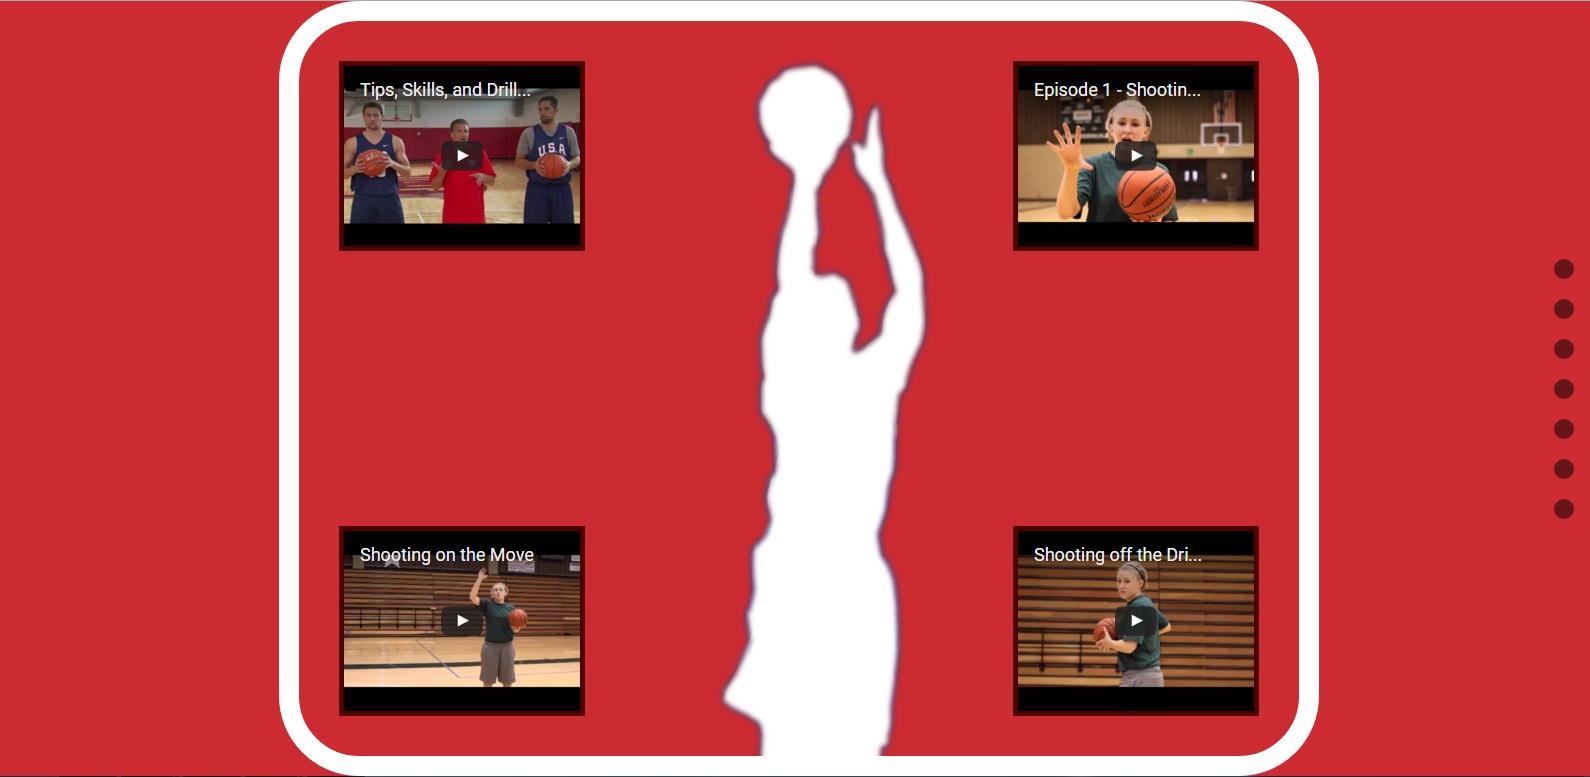 Tips, Skills, and Drill...
U.S.A
Episode 1 - Shootin...
Shooting on the Move
Shooting off the Dri...